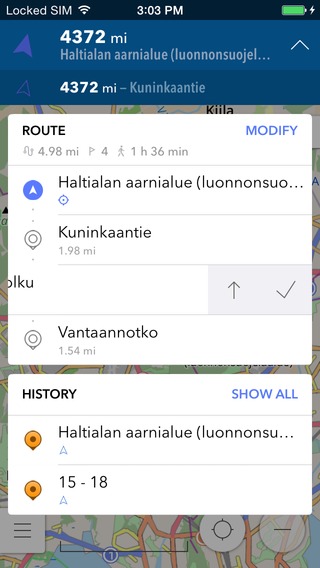 Locked SIM 3:03 PM
4372 mi
Haltialan aarnialue (luonnonsuojel...
4372 mi – Kuninkaantie
Kiila
ROUTE MODIFY
4.98 mi 4 1 h 36 min
Haltialan aarnialue (luonnonsuo...
Kuninkaantie
1.98 mi
olku
Vantaannotko
1.54 mi
HISTORY SHOW ALL
Haltialan aarnialue (luonnonsu...
15 - 18